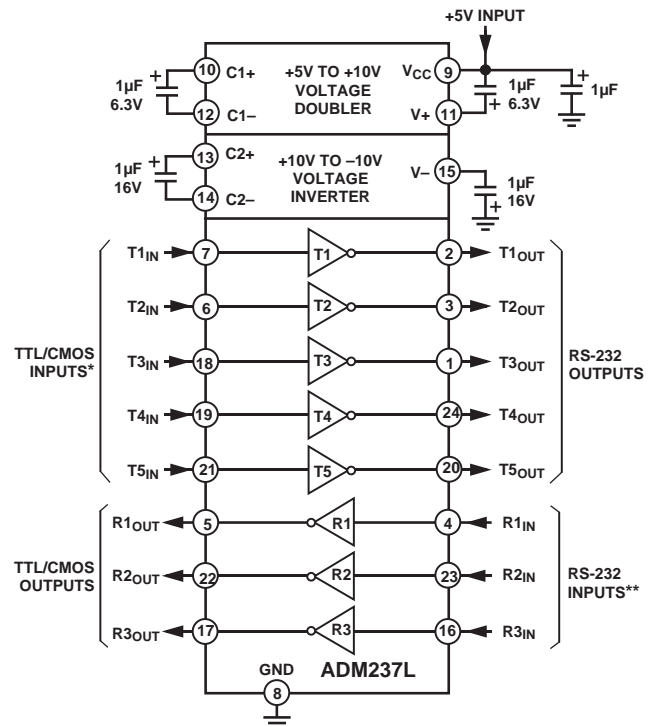 +5V INPUT
10 C1+ +5V TO +10V VOLTAGE DOUBLER VCC 9
1µF 6.3V + 12 C1– V+ 11 1µF 6.3V + + 1µF
1µF 16V + 13 C2+ +10V TO –10V VOLTAGE INVERTER V– 15
14 C2– 1µF 16V +
T1IN 7 T1 2 T1OUT
T2IN 6 T2 3 T2OUT
TTL/CMOS INPUTS* T3IN 18 T3 1 T3OUT RS-232 OUTPUTS
T4IN 19 T4 24 T4OUT
T5IN 21 T5 20 T5OUT
R1OUT 5 R1 4 R1IN
TTL/CMOS OUTPUTS R2OUT 22 R2 23 R2IN RS-232 INPUTS**
R3OUT 17 R3 16 R3IN
GND ADM237L
8